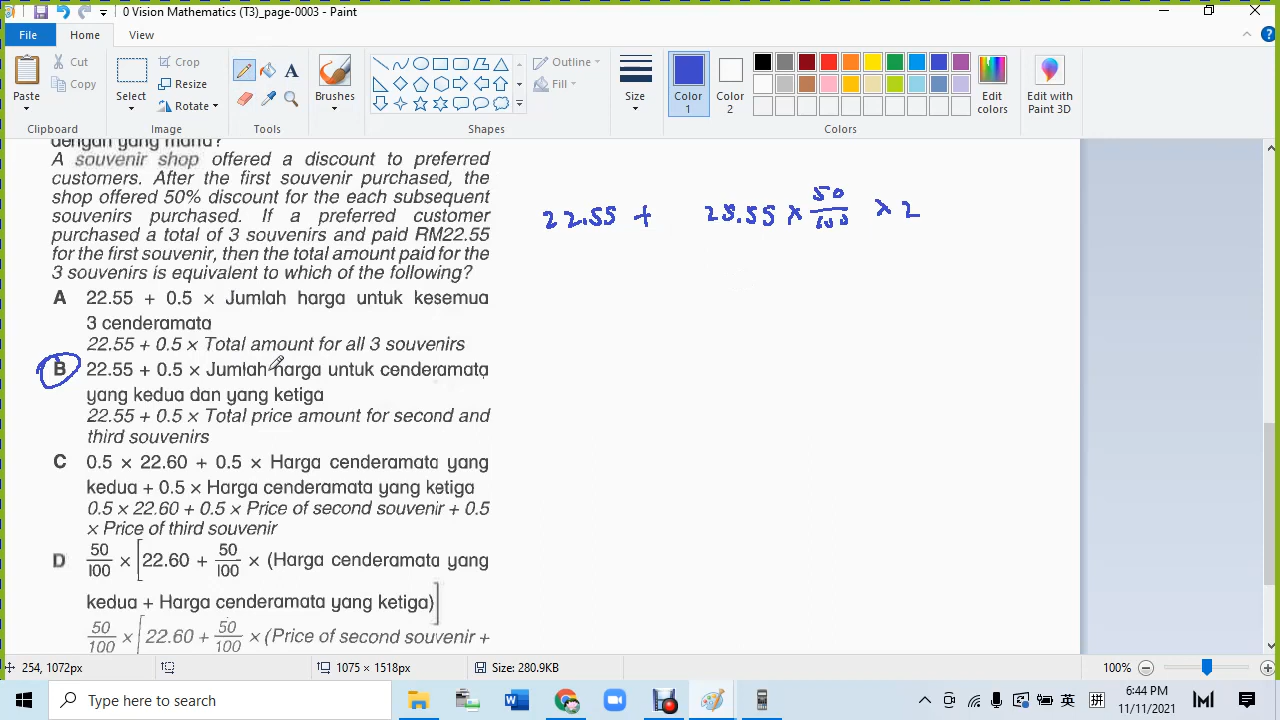 0 Vision Mathematics (T3)_page-0003 - Paint
File
Home
View
Paste
Cut
Copy
Clipboard
Select
Crop
Resize
Rotate
Image
Tools
Brushes
Shapes
Outline
Fill
Size
Color
1
Color
2
Colors
Edit
colors
Edit with
Paint 3D
dengan yang mana?
A souvenir shop offered a discount to preferred
customers. After the first souvenir purchased, the
shop offered 50% discount for the each subsequent
souvenirs purchased. If a preferred customer
purchased a total of 3 souvenirs and paid RM22.55
for the first souvenir, then the total amount paid for the
3 souvenirs is equivalent to which of the following?
A 22.55 + 0.5 × Jumlah harga untuk kesemua
3 cenderamata
22.55 + 0.5 × Total amount for all 3 souvenirs
B 22.55 + 0.5 × Jumlah harga untuk cenderamata
yang kedua dan yang ketiga
22.55 + 0.5 × Total price amount for second and
third souvenirs
C 0.5 × 22.60 + 0.5 × Harga cenderamata yang
kedua + 0.5 × Harga cenderamata yang ketiga
0.5 × 22.60 + 0.5 × Price of second souvenir + 0.5
× Price of third souvenir
D 50/100 × [22.60 + 50/100 × (Harga cenderamata yang
kedua + Harga cenderamata yang ketiga)]
50/100 × [22.60 + 50/100 × (Price of second souvenir +
22.55 + 25.55 × 50/100 × 2
254, 1072px
1075 × 1518px
Size: 280.9KB
100%
Type here to search
英
拼
6:44 PM
11/11/2021